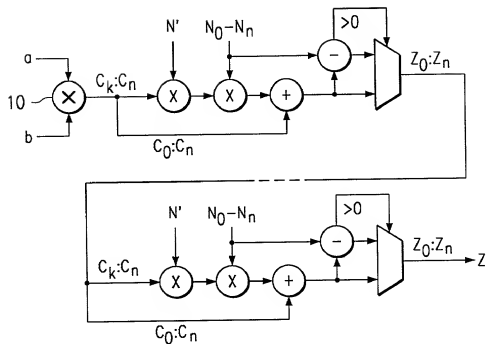 N' N₀–Nₙ >0
a
Cₖ:Cₙ Z₀:Zₙ
10 × X X + −
b
C₀:Cₙ
N' N₀–Nₙ >0
Cₖ:Cₙ X X + − Z₀:Zₙ Z
C₀:Cₙ